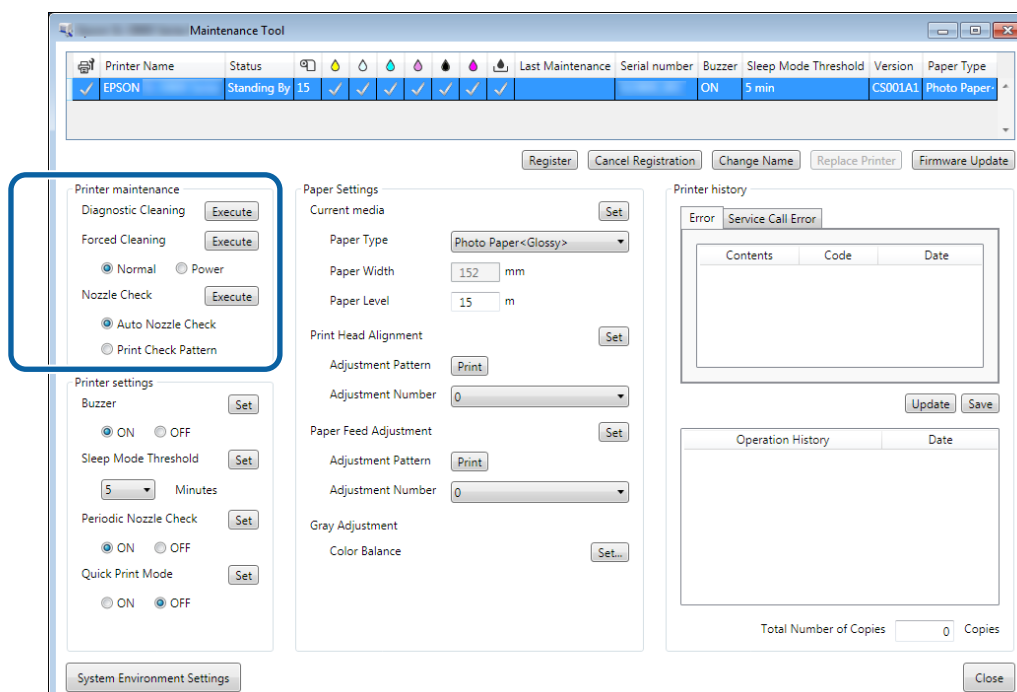 Maintenance Tool
Printer Name Status Last Maintenance Serial number Buzzer Sleep Mode Threshold Version Paper Type
EPSON Standing By 15 ON 5 min CS001A1 Photo Paper
Register Cancel Registration Change Name Replace Printer Firmware Update
Printer maintenance
Diagnostic Cleaning Execute
Forced Cleaning Execute
Normal Power
Nozzle Check Execute
Auto Nozzle Check
Print Check Pattern
Printer settings
Buzzer Set
ON OFF
Sleep Mode Threshold Set
5 Minutes
Periodic Nozzle Check Set
ON OFF
Quick Print Mode Set
ON OFF
Paper Settings
Current media Set
Paper Type Photo Paper<Glossy>
Paper Width 152 mm
Paper Level 15 m
Print Head Alignment Set
Adjustment Pattern Print
Adjustment Number 0
Paper Feed Adjustment Set
Adjustment Pattern Print
Adjustment Number 0
Gray Adjustment
Color Balance Set...
Printer history
Error Service Call Error
Contents Code Date
Update Save
Operation History Date
Total Number of Copies 0 Copies
System Environment Settings Close